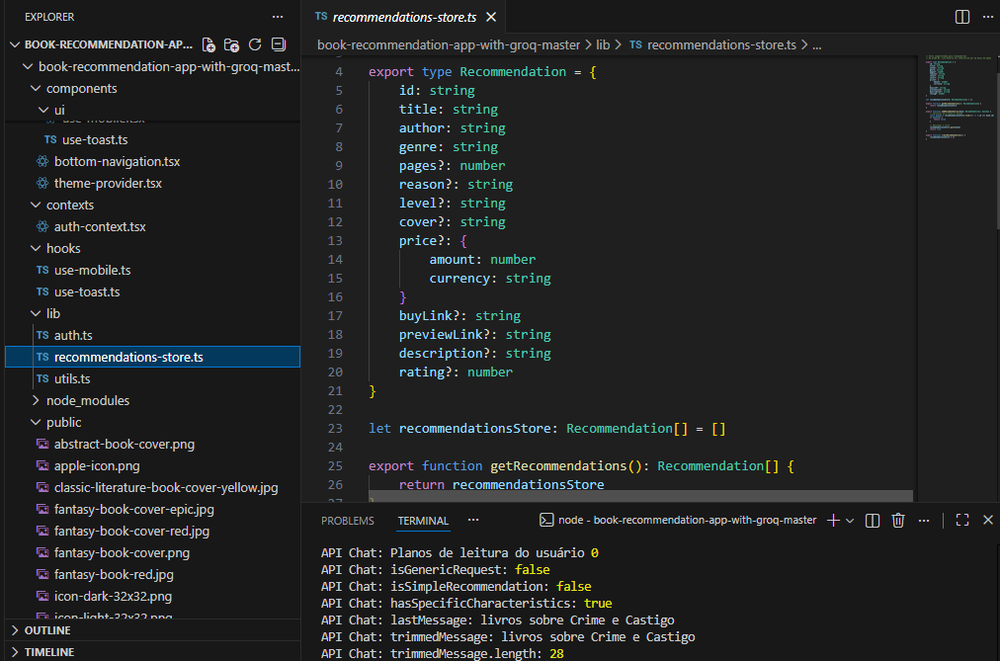 EXPLORER
BOOK-RECOMMENDATION-AP...
book-recommendation-app-with-groq-mast...
components
ui
use-mobile.tsx
TS use-toast.ts
bottom-navigation.tsx
theme-provider.tsx
contexts
auth-context.tsx
hooks
TS use-mobile.ts
TS use-toast.ts
lib
TS auth.ts
TS recommendations-store.ts
TS utils.ts
node_modules
public
abstract-book-cover.png
apple-icon.png
classic-literature-book-cover-yellow.jpg
fantasy-book-cover-epic.jpg
fantasy-book-cover-red.jpg
fantasy-book-cover.png
fantasy-book-red.jpg
icon-dark-32x32.png
icon-light-32x32.png
OUTLINE
TIMELINE
TS recommendations-store.ts
book-recommendation-app-with-groq-master > lib > TS recommendations-store.ts > ...
4 export type Recommendation = {
5 id: string
6 title: string
7 author: string
8 genre: string
9 pages?: number
10 reason?: string
11 level?: string
12 cover?: string
13 price?: {
14 amount: number
15 currency: string
16 }
17 buyLink?: string
18 previewLink?: string
19 description?: string
20 rating?: number
21 }
22
23 let recommendationsStore: Recommendation[] = []
24
25 export function getRecommendations(): Recommendation[] {
26 return recommendationsStore
27 }
PROBLEMS TERMINAL ... node - book-recommendation-app-with-groq-master
API Chat: Planos de leitura do usuário 0
API Chat: isGenericRequest: false
API Chat: isSimpleRecommendation: false
API Chat: hasSpecificCharacteristics: true
API Chat: lastMessage: livros sobre Crime e Castigo
API Chat: trimmedMessage: livros sobre Crime e Castigo
API Chat: trimmedMessage.length: 28